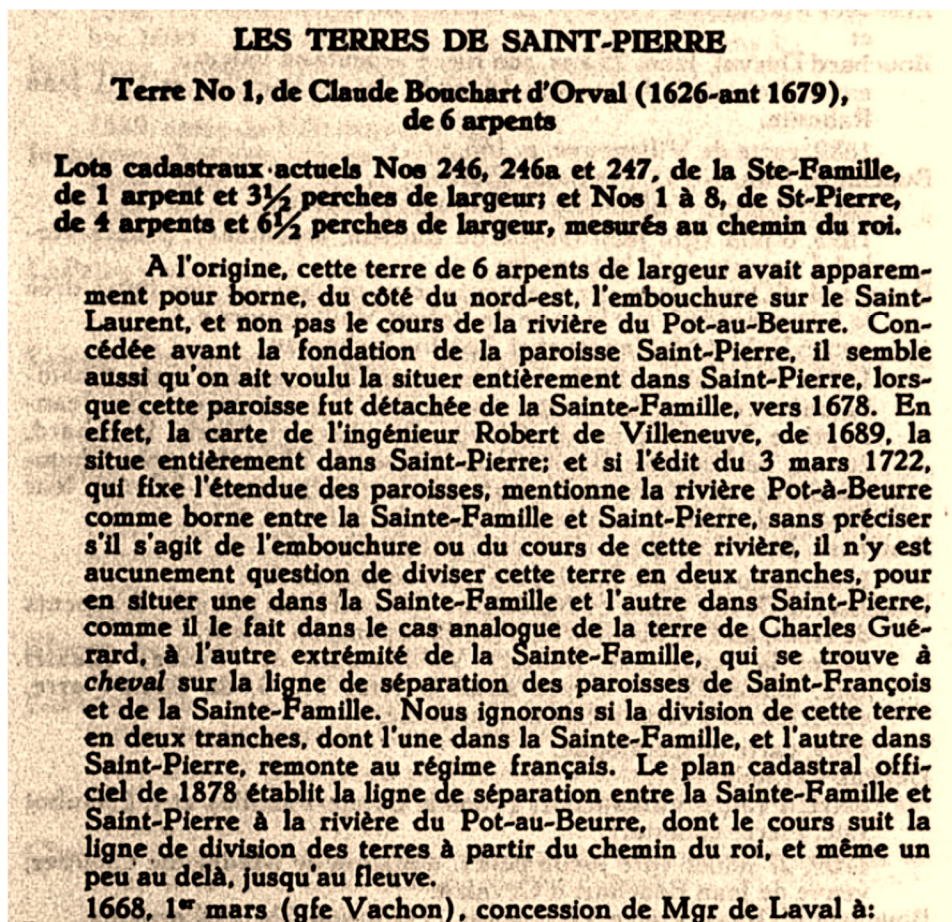 LES TERRES DE SAINT-PIERRE
Terre No 1, de Claude Bouchart d'Orval (1626-ant 1679),
de 6 arpents
Lots cadastraux actuels Nos 246, 246a et 247, de la Ste-Famille,
de 1 arpent et 3½ perches de largeur; et Nos 1 à 8, de St-Pierre,
de 4 arpents et 6½ perches de largeur, mesurés au chemin du roi.
A l'origine, cette terre de 6 arpents de largeur avait apparem-
ment pour borne, du côté du nord-est, l'embouchure sur le Saint-
Laurent, et non pas le cours de la rivière du Pot-au-Beurre. Con-
cédée avant la fondation de la paroisse Saint-Pierre, il semble
aussi qu'on ait voulu la situer entièrement dans Saint-Pierre, lors-
que cette paroisse fut détachée de la Sainte-Famille, vers 1678. En
effet, la carte de l'ingénieur Robert de Villeneuve, de 1689, la
situe entièrement dans Saint-Pierre; et si l'édit du 3 mars 1722,
qui fixe l'étendue des paroisses, mentionne la rivière Pot-à-Beurre
comme borne entre la Sainte-Famille et Saint-Pierre, sans préciser
s'il s'agit de l'embouchure ou du cours de cette rivière, il n'y est
aucunement question de diviser cette terre en deux tranches, pour
en situer une dans la Sainte-Famille et l'autre dans Saint-Pierre,
comme il le fait dans le cas analogue de la terre de Charles Gué-
rard, à l'autre extrémité de la Sainte-Famille, qui se trouve à
cheval sur la ligne de séparation des paroisses de Saint-François
et de la Sainte-Famille. Nous ignorons si la division de cette terre
en deux tranches, dont l'une dans la Sainte-Famille, et l'autre dans
Saint-Pierre, remonte au régime français. Le plan cadastral offi-
ciel de 1878 établit la ligne de séparation entre la Sainte-Famille et
Saint-Pierre à la rivière du Pot-au-Beurre, dont le cours suit la
ligne de division des terres à partir du chemin du roi, et même un
peu au delà, jusqu'au fleuve.
1668, 1er mars (gfe Vachon), concession de Mgr de Laval à: